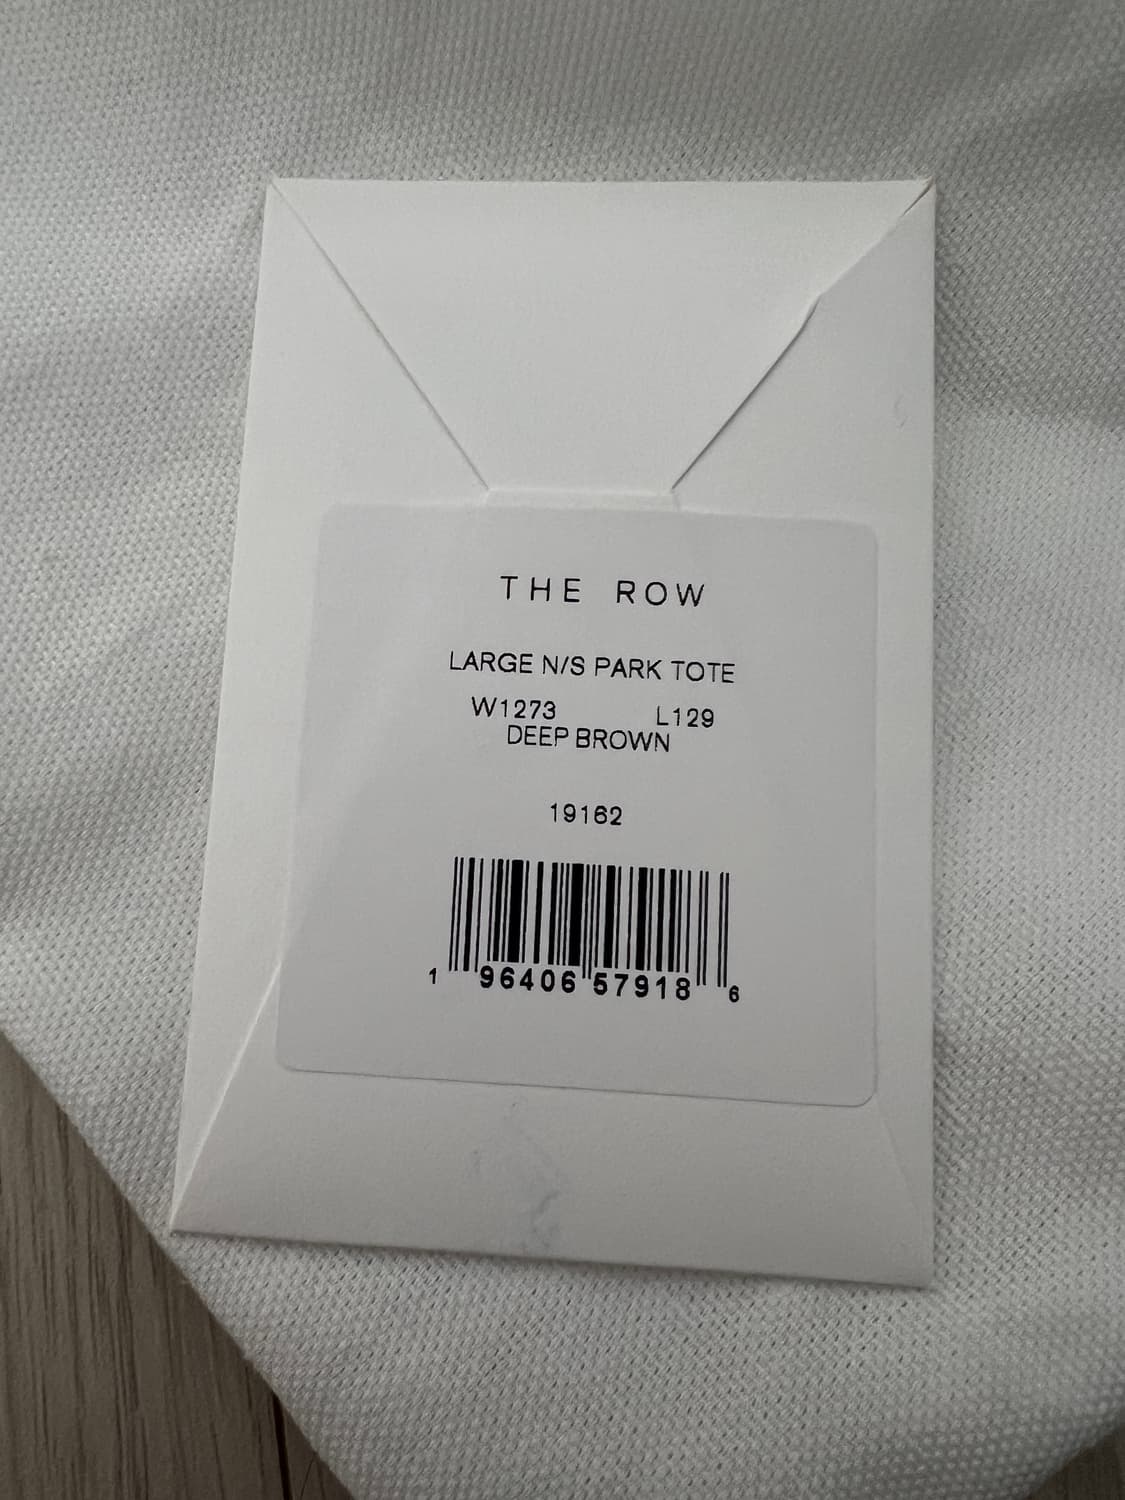 THE ROW
LARGE N/S PARK TOTE
W1273 L129
DEEP BROWN
19162
1 96406 57918 6